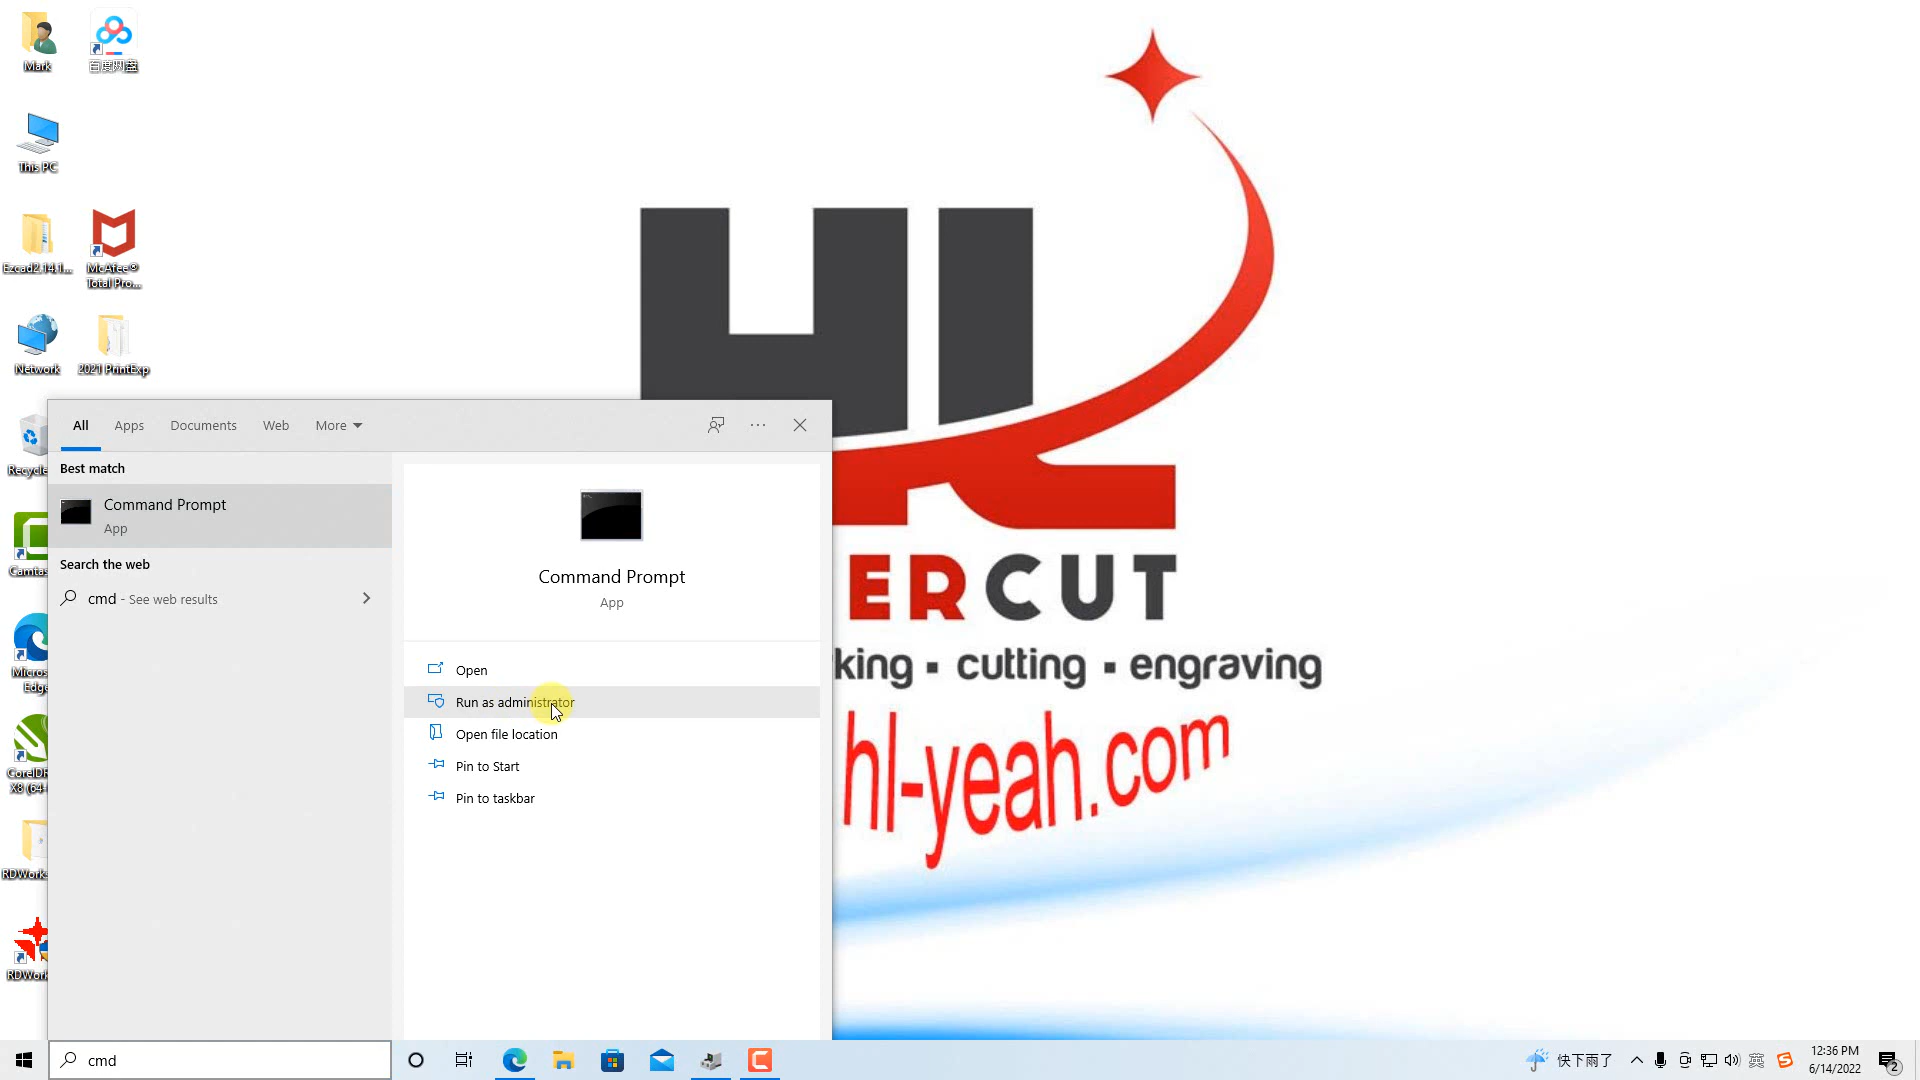 Mark
百度网盘
This PC
Ezcad2.14.1...
McAfee®
Total Pro...
Network
2021 PrintExp
Recycle
Camtas
Micros
Edge
CorelDR
X8 (64-
RDWork
RDWork
All
Apps
Documents
Web
More
Best match
Command Prompt
App
Search the web
cmd - See web results
Command Prompt
App
Open
Run as administrator
Open file location
Pin to Start
Pin to taskbar
HL
ERCUT
king ▪ cutting ▪ engraving
hl-yeah.com
cmd
快下雨了
英
12:36 PM
6/14/2022
2